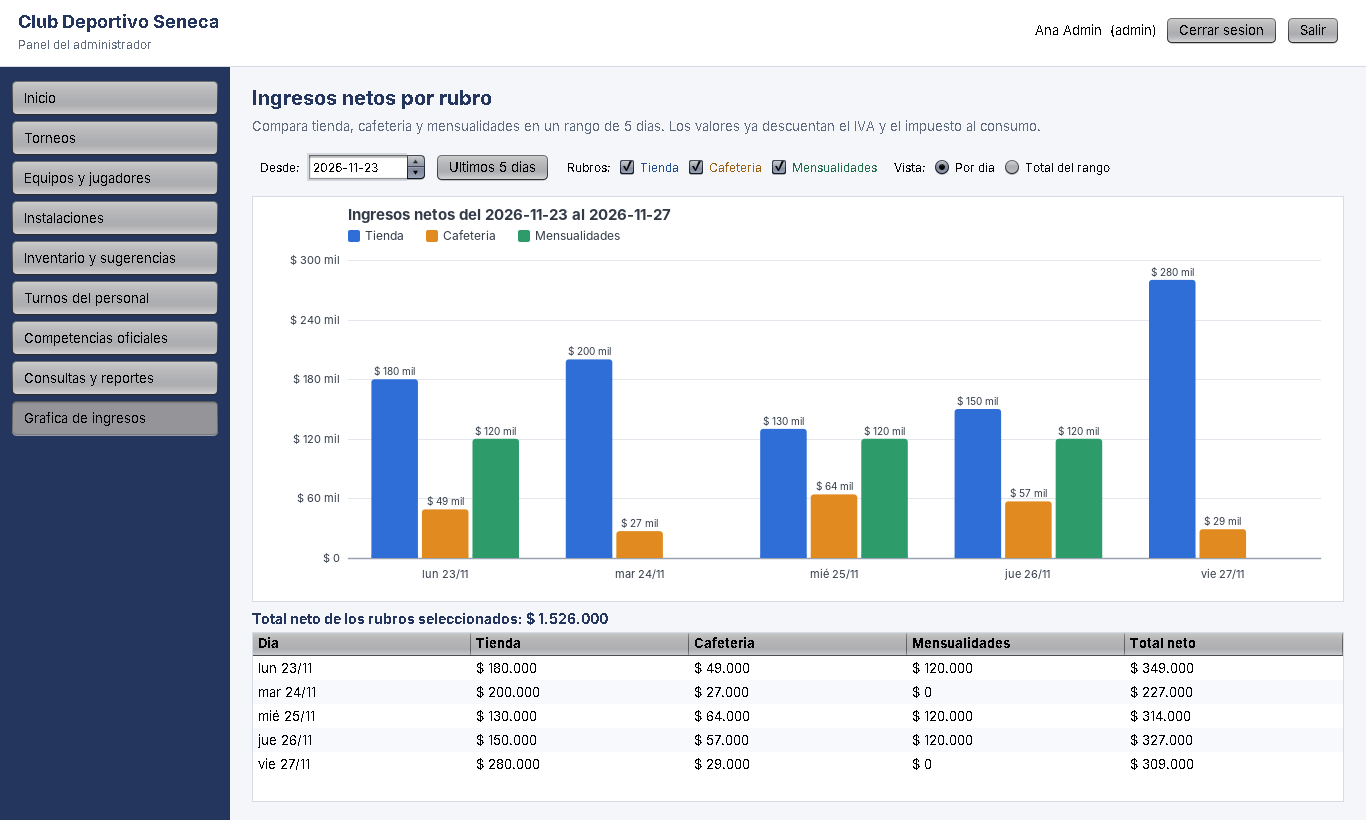 Club Deportivo Seneca
Panel del administrador
Ana Admin (admin) Cerrar sesion Salir
Inicio
Torneos
Equipos y jugadores
Instalaciones
Inventario y sugerencias
Turnos del personal
Competencias oficiales
Consultas y reportes
Grafica de ingresos
Ingresos netos por rubro
Compara tienda, cafeteria y mensualidades en un rango de 5 dias. Los valores ya descuentan el IVA y el impuesto al consumo.
Desde: 2026-11-23 Ultimos 5 dias Rubros: Tienda Cafeteria Mensualidades Vista: Por dia Total del rango
Ingresos netos del 2026-11-23 al 2026-11-27
Tienda Cafeteria Mensualidades
$ 300 mil
$ 240 mil
$ 180 mil
$ 120 mil
$ 60 mil
$ 0
$ 180 mil
$ 49 mil
$ 120 mil
$ 200 mil
$ 27 mil
$ 130 mil
$ 64 mil
$ 120 mil
$ 150 mil
$ 57 mil
$ 120 mil
$ 280 mil
$ 29 mil
lun 23/11 mar 24/11 mié 25/11 jue 26/11 vie 27/11
Total neto de los rubros seleccionados: $ 1.526.000
Dia Tienda Cafeteria Mensualidades Total neto
lun 23/11 $ 180.000 $ 49.000 $ 120.000 $ 349.000
mar 24/11 $ 200.000 $ 27.000 $ 0 $ 227.000
mié 25/11 $ 130.000 $ 64.000 $ 120.000 $ 314.000
jue 26/11 $ 150.000 $ 57.000 $ 120.000 $ 327.000
vie 27/11 $ 280.000 $ 29.000 $ 0 $ 309.000